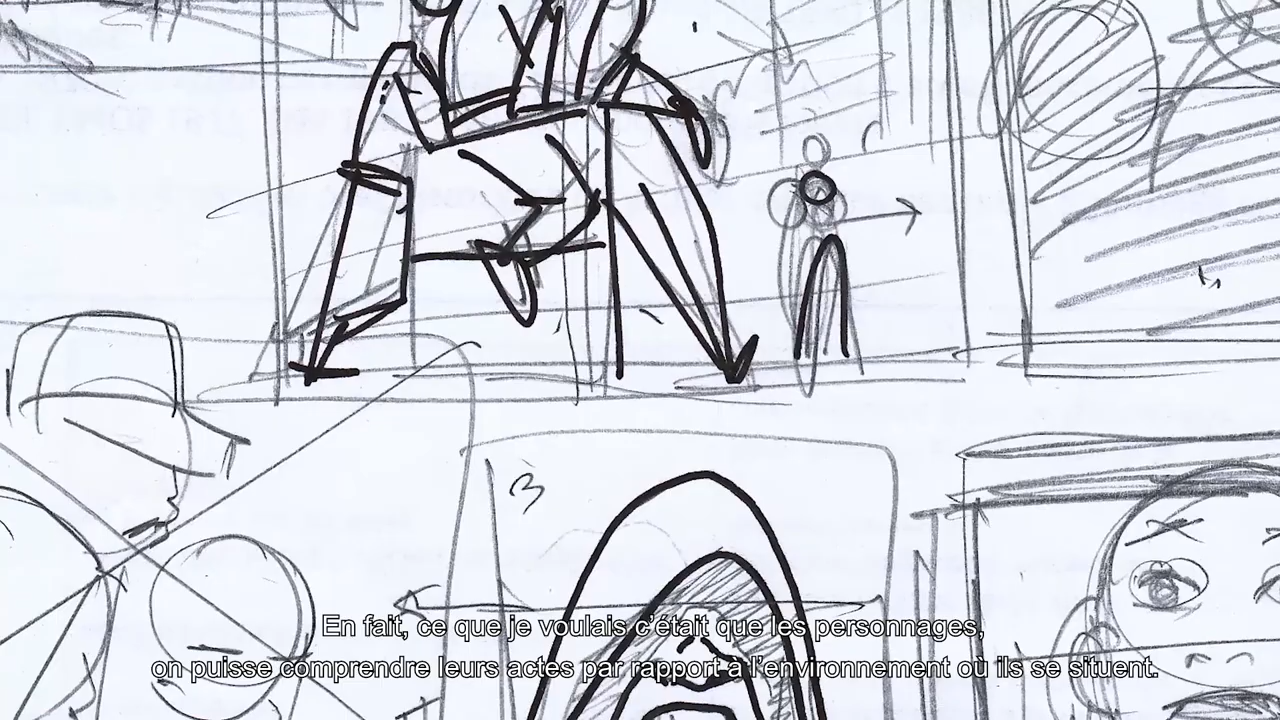 3
En fait, ce que je voulais c'était que les personnages,
on puisse comprendre leurs actes par rapport à l'environnement où ils se situent.